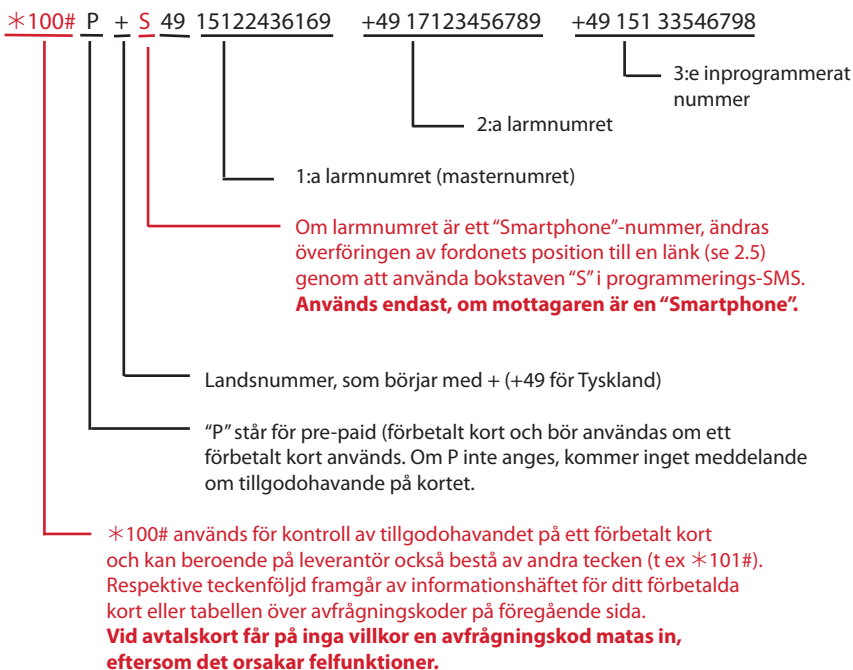 *100# P + S 49 15122436169 +49 17123456789 +49 151 33546798
3:e inprogrammerat
nummer
2:a larmnumret
1:a larmnumret (masternumret)
Om larmnumret är ett “Smartphone”-nummer, ändras
överföringen av fordonets position till en länk (se 2.5)
genom att använda bokstaven “S” i programmerings-SMS.
Används endast, om mottagaren är en “Smartphone”.
Landsnummer, som börjar med + (+49 för Tyskland)
“P” står för pre-paid (förbetalt kort och bör användas om ett
förbetalt kort används. Om P inte anges, kommer inget meddelande
om tillgodohavande på kortet.
*100# används för kontroll av tillgodohavandet på ett förbetalt kort
och kan beroende på leverantör också bestå av andra tecken (t ex *101#).
Respektive teckenföljd framgår av informationshäftet för ditt förbetalda
kort eller tabellen över avfrågningskoder på föregående sida.
Vid avtalskort får på inga villkor en avfrågningskod matas in,
eftersom det orsakar felfunktioner.